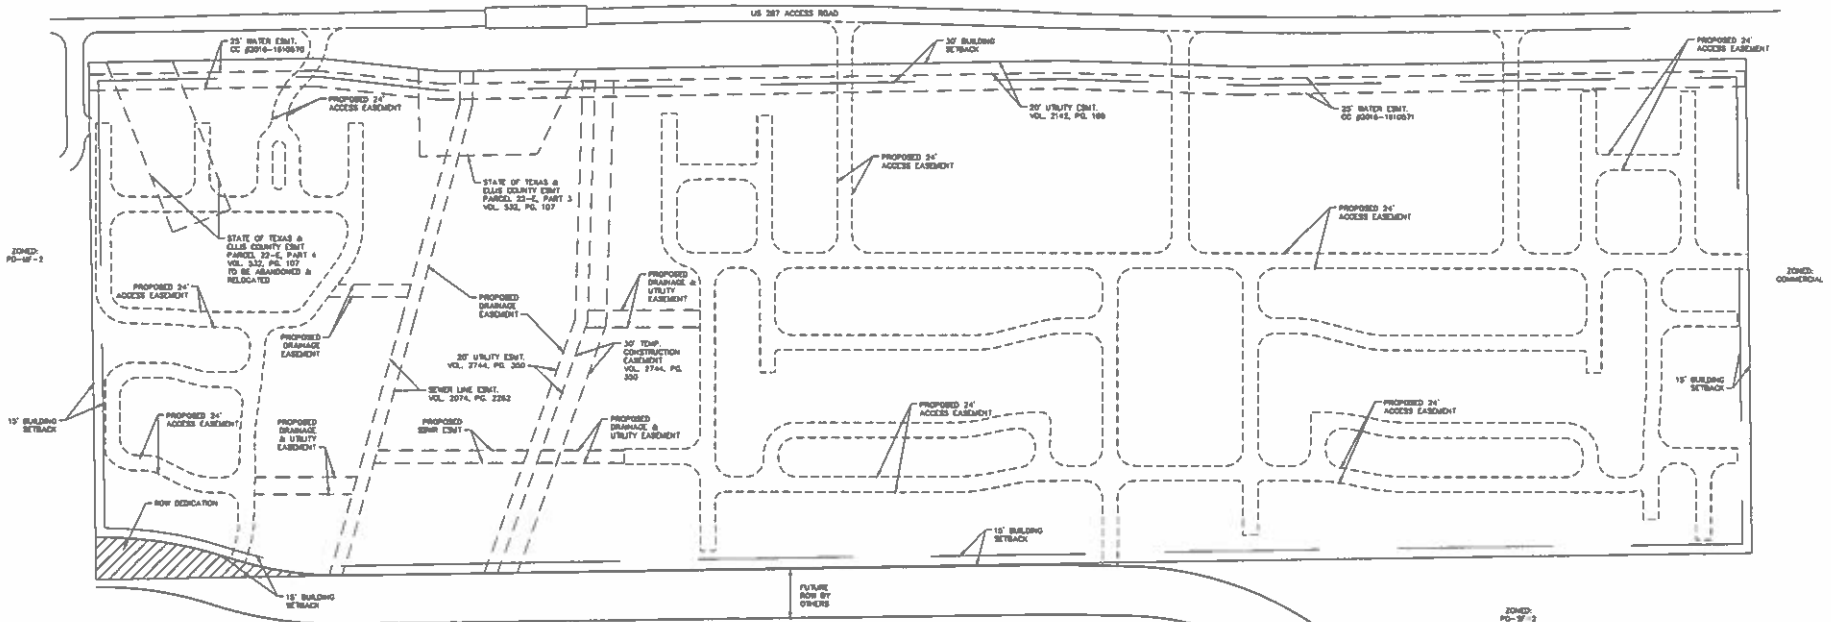 US 287 ACCESS ROAD
25' WATER ESMT.
CC #2016-1610570
30' BUILDING
SETBACK
PROPOSED 24'
ACCESS EASEMENT
PROPOSED 24'
ACCESS EASEMENT
20' UTILITY ESMT.
VOL. 2142, PG. 166
25' WATER ESMT.
CC #2016-1610571
PROPOSED 24'
ACCESS EASEMENT
STATE OF TEXAS &
ELLIS COUNTY ESMT
PARCEL 22-E, PART 3
VOL. 532, PG. 107
PROPOSED 24'
ACCESS EASEMENT
STATE OF TEXAS &
ELLIS COUNTY ESMT
PARCEL 22-E, PART 4
VOL. 532, PG. 107
TO BE ABANDONED &
RELOCATED
ZONED:
PD-MF-2
ZONED:
COMMERCIAL
PROPOSED 24'
ACCESS EASEMENT
PROPOSED
DRAINAGE
EASEMENT
PROPOSED
DRAINAGE &
UTILITY
EASEMENT
PROPOSED
DRAINAGE
EASEMENT
20' UTILITY ESMT.
VOL. 2744, PG. 350
30' TEMP.
CONSTRUCTION
EASEMENT
VOL. 2744, PG.
350
SEWER LINE ESMT.
VOL. 2074, PG. 2262
15' BUILDING
SETBACK
15' BUILDING
SETBACK
PROPOSED 24'
ACCESS EASEMENT
PROPOSED
DRAINAGE
& UTILITY
EASEMENT
PROPOSED
SSWR ESMT
PROPOSED
DRAINAGE &
UTILITY EASEMENT
PROPOSED 24'
ACCESS EASEMENT
PROPOSED 24'
ACCESS EASEMENT
ROW DEDICATION
15' BUILDING
SETBACK
15' BUILDING
SETBACK
FUTURE
ROW BY
OTHERS
ZONED:
PD-SF-2